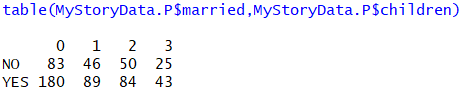 table(MyStoryData.P$married,MyStoryData.P$children)
0 1 2 3
NO 83 46 50 25
YES 180 89 84 43